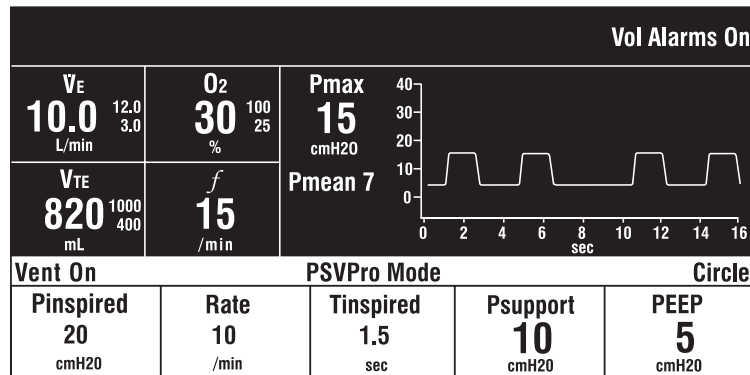 Vol Alarms On
V̇E O2 Pmax
10.0 12.0 3.0 30 100 25 15
L/min % cmH20
VTE f Pmean 7
820 1000 400 15
mL /min
40
30
20
10
0
0 2 4 6 8 10 12 14 16
sec
Vent On PSVPro Mode Circle
Pinspired Rate Tinspired Psupport PEEP
20 10 1.5 10 5
cmH20 /min sec cmH20 cmH20